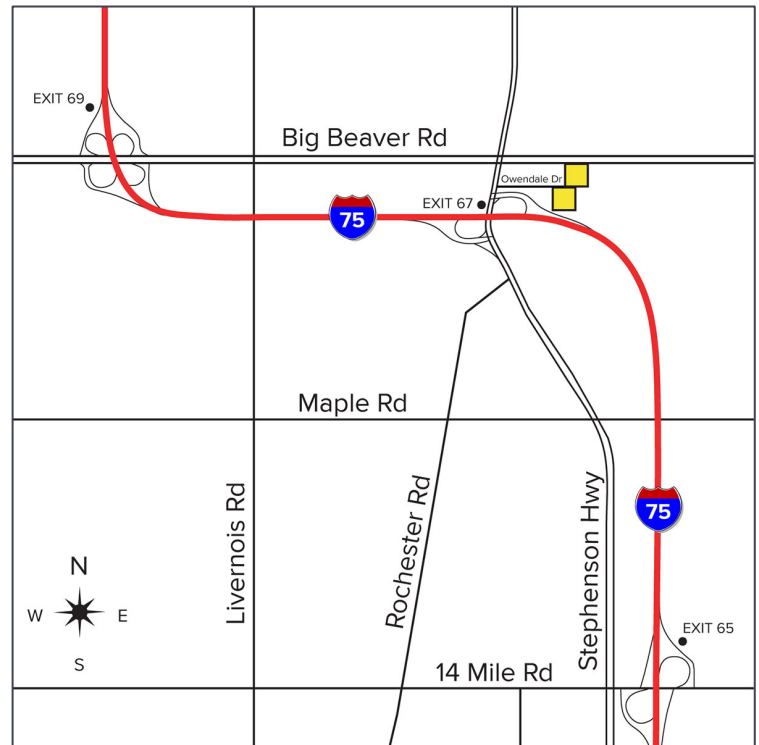 EXIT 69
Big Beaver Rd
Owendale Dr
EXIT 67
75
Maple Rd
Livernois Rd
Rochester Rd
Stephenson Hwy
75
N
W E
S
EXIT 65
14 Mile Rd